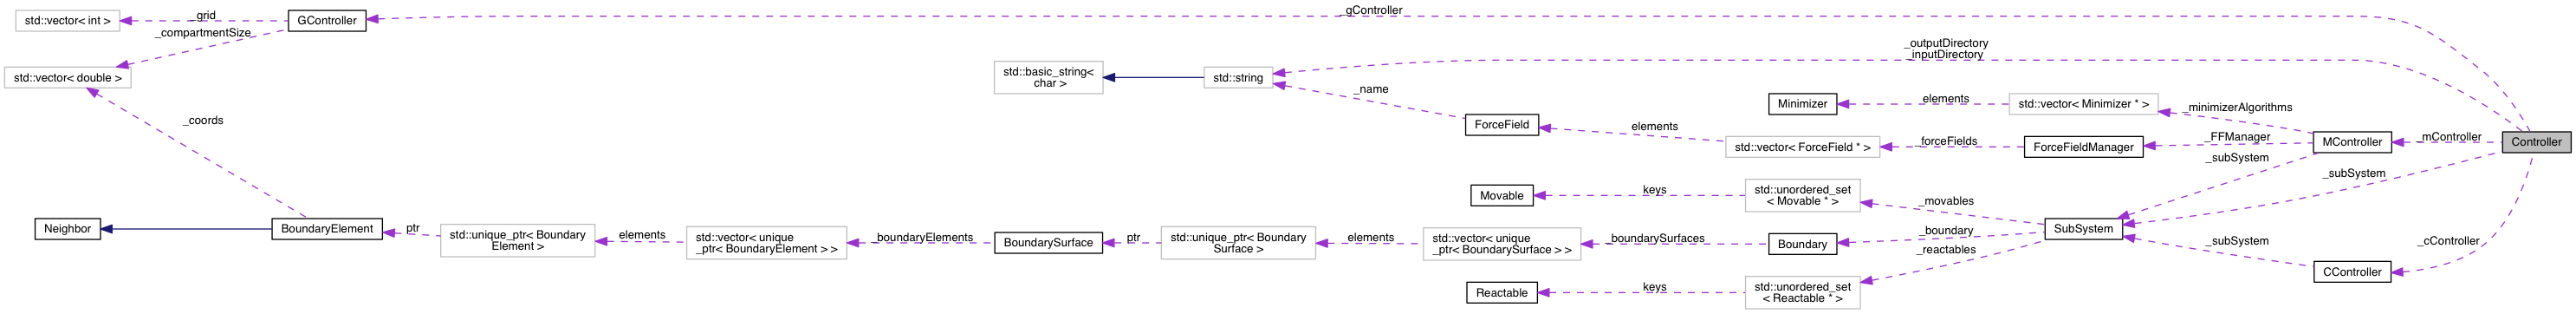 std::vector< int >
_grid
GController
_gController
_compartmentSize
std::vector< double >
_outputDirectory
_inputDirectory
std::basic_string<
char >
std::string
_name
ForceField
elements
std::vector< ForceField * >
_forceFields
ForceFieldManager
_FFManager
Minimizer
elements
std::vector< Minimizer * >
_minimizerAlgorithms
MController
_mController
Controller
_subSystem
_subSystem
_coords
Movable
keys
std::unordered_set
< Movable * >
_movables
Neighbor
BoundaryElement
ptr
std::unique_ptr< Boundary
Element >
elements
std::vector< unique
_ptr< BoundaryElement > >
_boundaryElements
BoundarySurface
ptr
std::unique_ptr< Boundary
Surface >
elements
std::vector< unique
_ptr< BoundarySurface > >
_boundarySurfaces
Boundary
_boundary
SubSystem
_reactables
_subSystem
_cController
CController
Reactable
keys
std::unordered_set
< Reactable * >